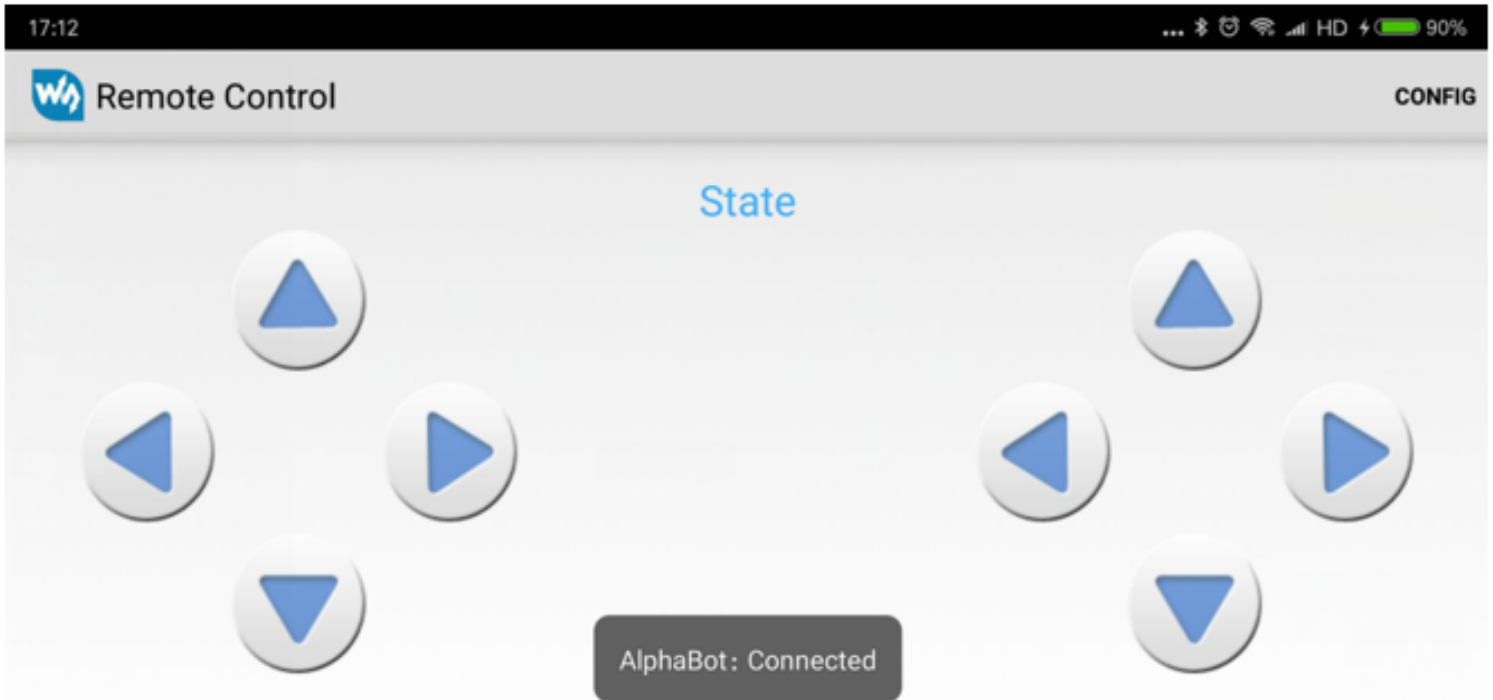 17:12
... HD 90%
Remote Control
CONFIG
State
AlphaBot: Connected